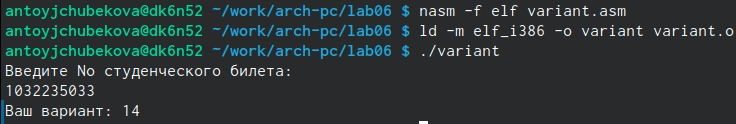 antoyjchubekova@dk6n52 ~/work/arch-pc/lab06 $ nasm -f elf variant.asm
antoyjchubekova@dk6n52 ~/work/arch-pc/lab06 $ ld -m elf_i386 -o variant variant.o
antoyjchubekova@dk6n52 ~/work/arch-pc/lab06 $ ./variant
Введите No студенческого билета:
1032235033
Ваш вариант: 14